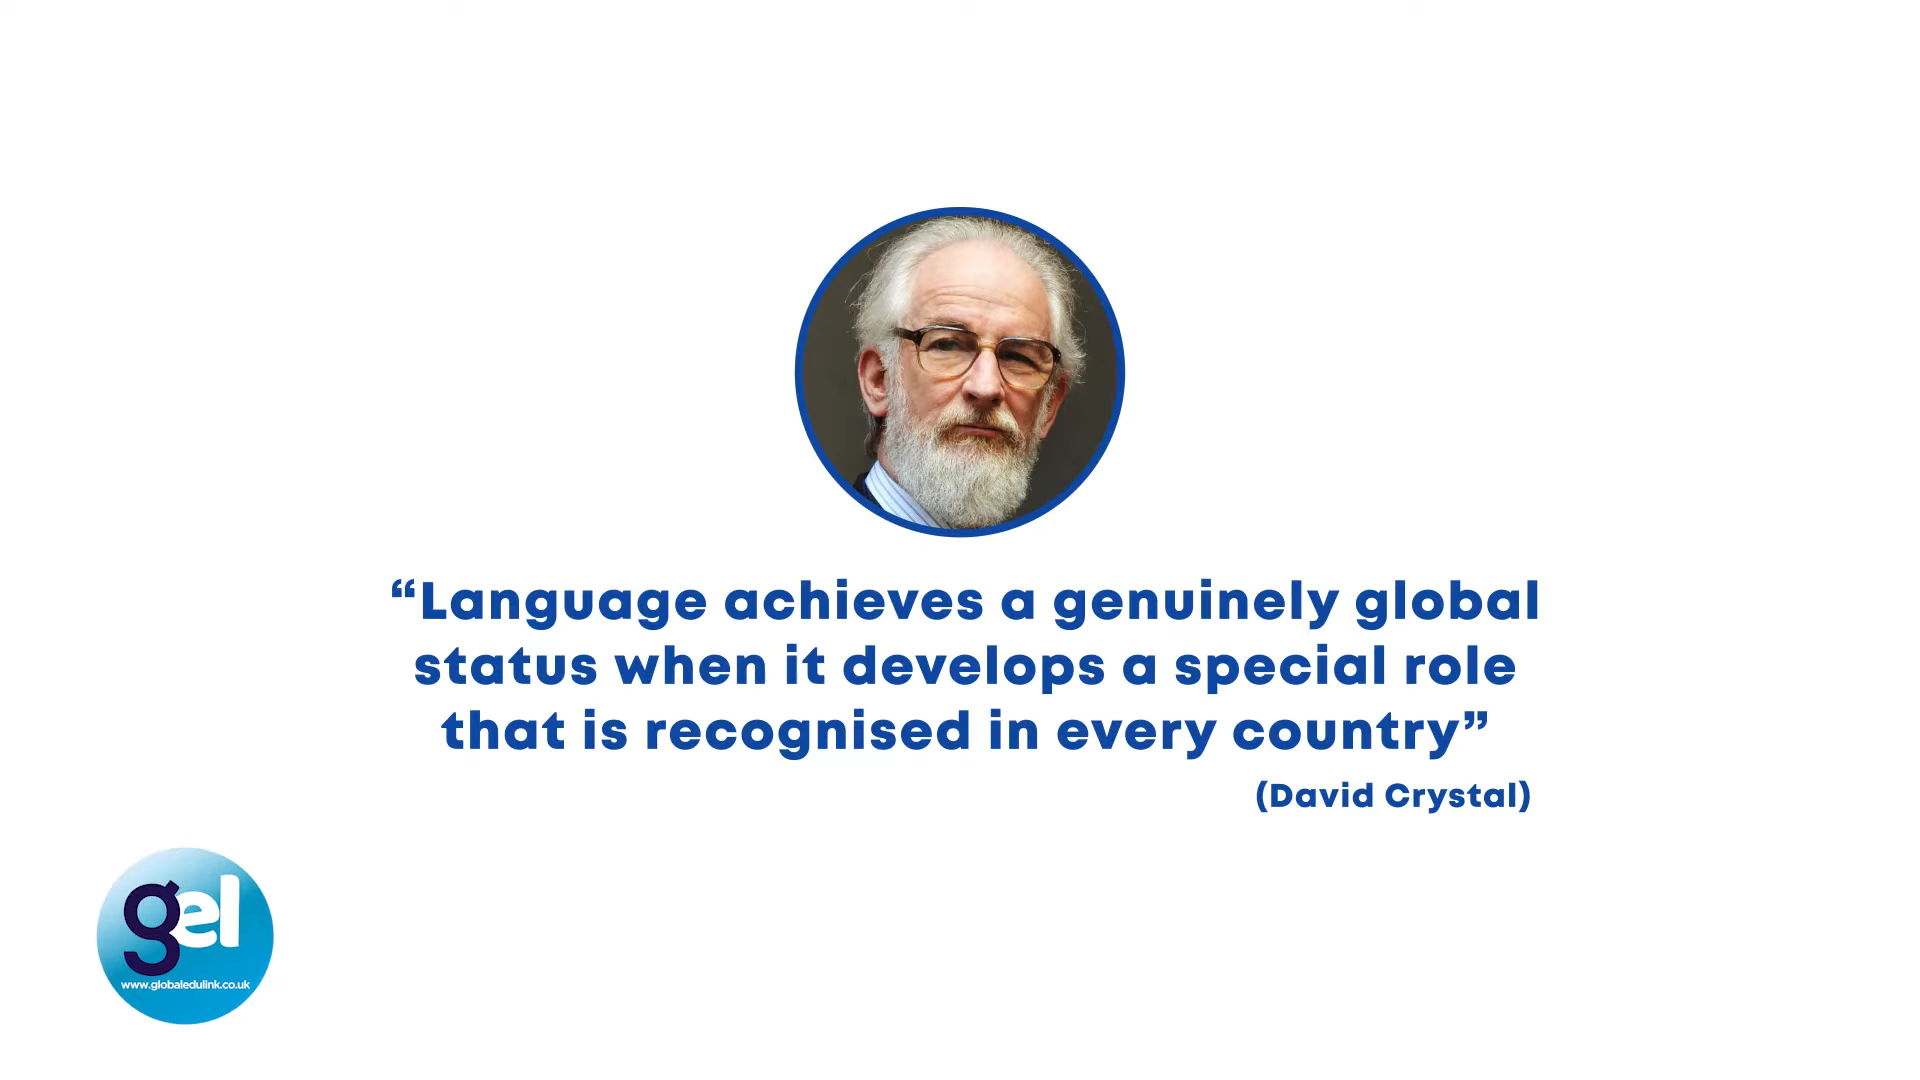 “Language achieves a genuinely global
status when it develops a special role
that is recognised in every country”
(David Crystal)
gel
www.globaledulink.co.uk